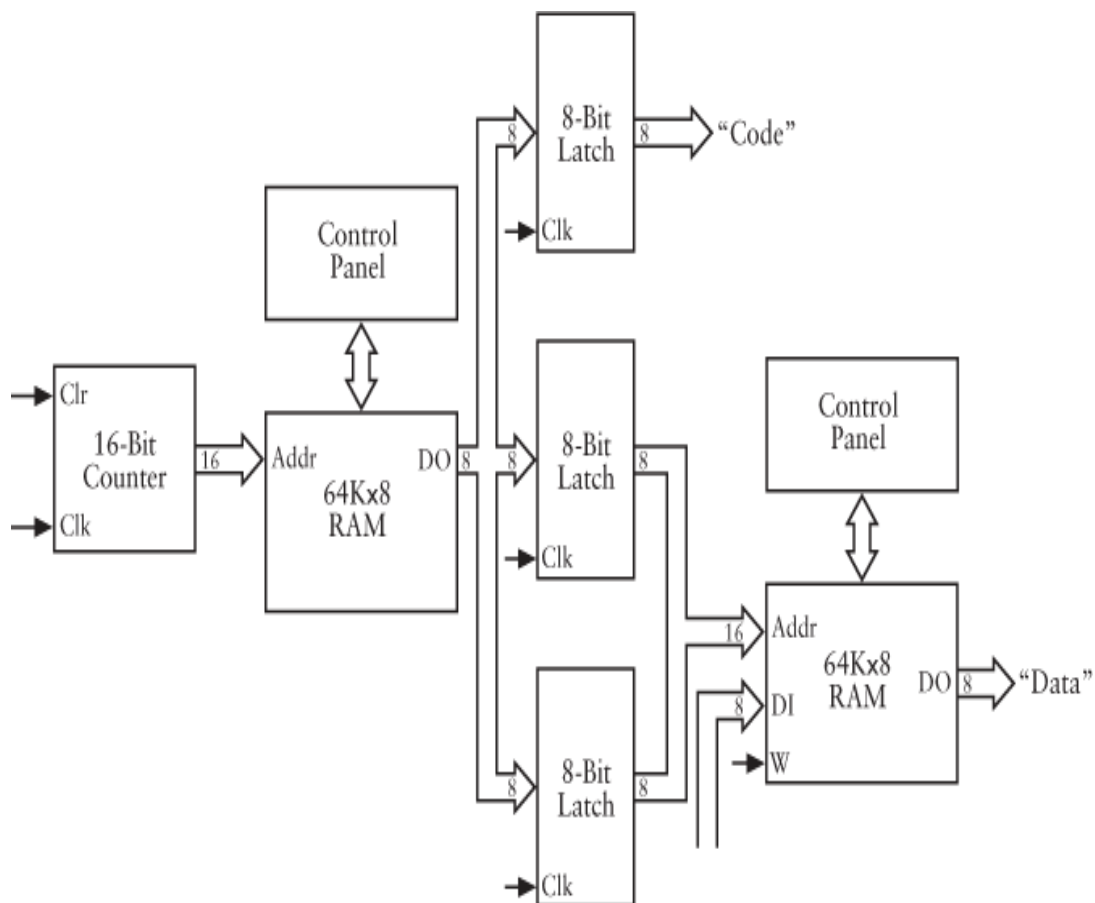 8-Bit
Latch
8
8
"Code"
Clk
Control
Panel
Clr
16-Bit
Counter
Clk
16
Addr
DO
8
64Kx8
RAM
8
8-Bit
Latch
8
Clk
Control
Panel
8
8-Bit
Latch
8
Clk
16
Addr
64Kx8
RAM
DO
8
"Data"
8
DI
W